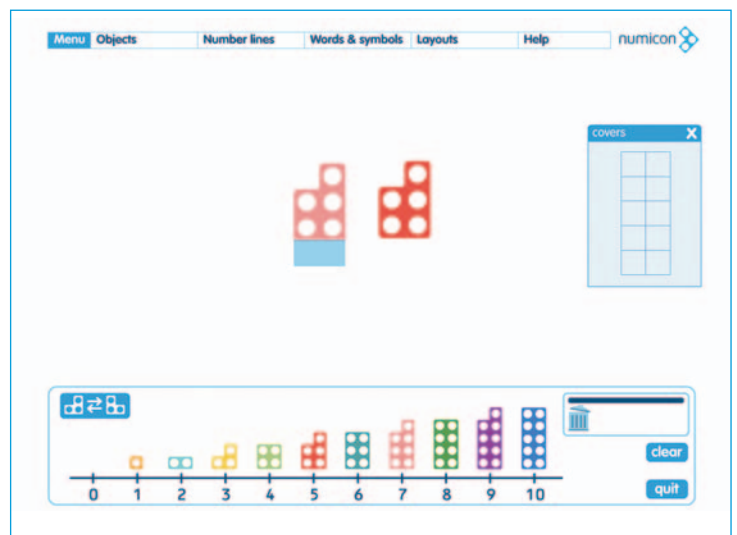 Menu Objects Number lines Words & symbols Layouts Help numicon
covers X
clear
0 1 2 3 4 5 6 7 8 9 10
quit